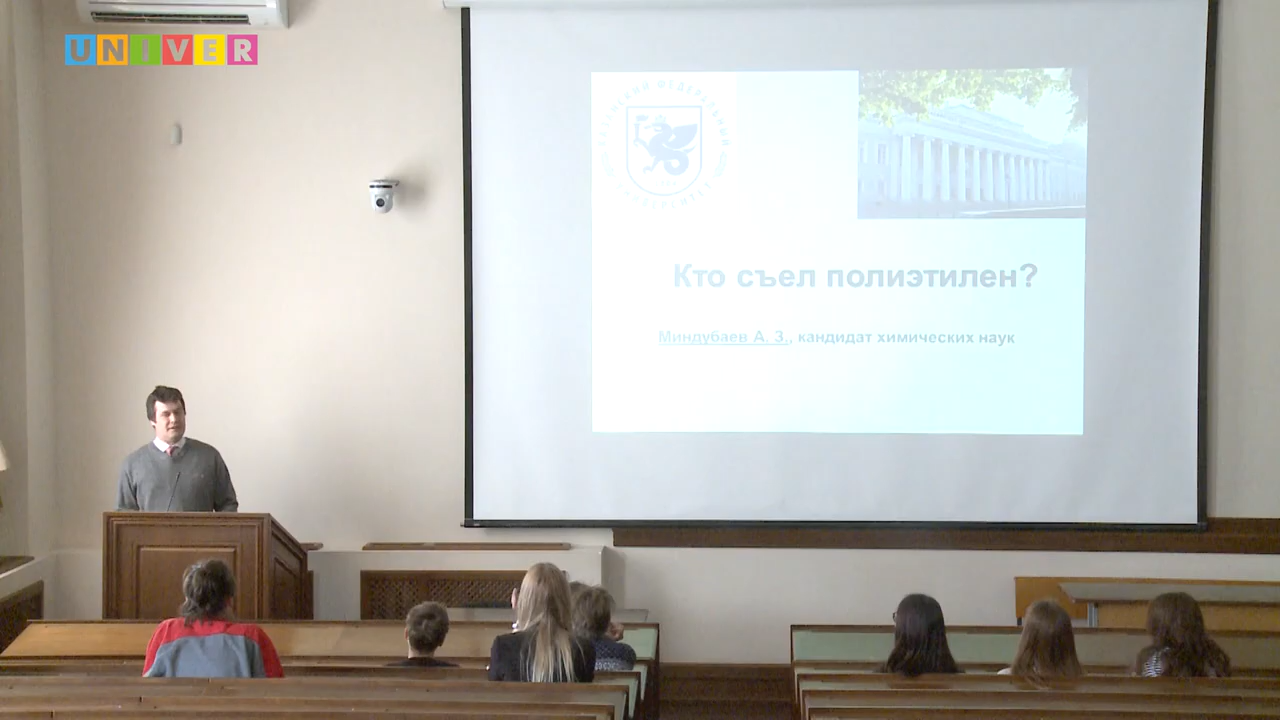 UNIVER
Кто съел полиэтилен?
Миндубаев А. З., кандидат химических наук